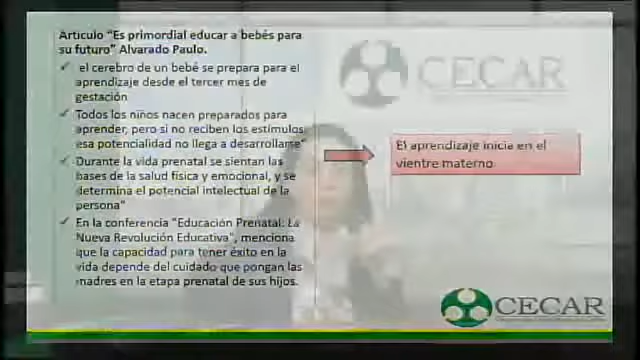 Artículo "Es primordial educar a bebés para
su futuro" Alvarado Paulo.
✓ el cerebro de un bebé se prepara para el
aprendizaje desde el tercer mes de
gestación
✓ Todos los niños nacen preparados para
aprender, pero si no reciben los estímulos
esa potencialidad no llega a desarrollarse"
✓ Durante la vida prenatal se sientan las
bases de la salud física y emocional, y se
determina el potencial intelectual de la
persona"
✓ En la conferencia "Educación Prenatal: La
Nueva Revolución Educativa", menciona
que la capacidad para tener éxito en la
vida depende del cuidado que pongan las
madres en la etapa prenatal de sus hijos.
CECAR
El aprendizaje inicia en el
vientre materno
CECAR